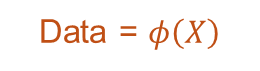 Data = 𝜙(𝑋)